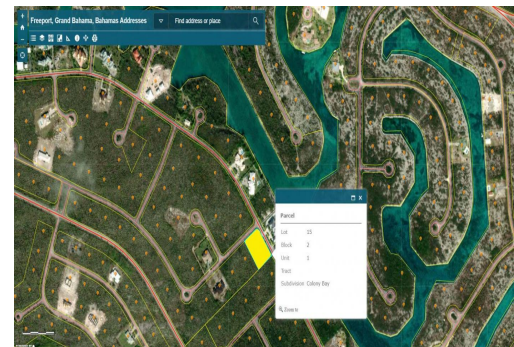 Freeport, Grand Bahama, Bahamas Addresses
Find address or place
Parcel
Lot 15
Block 2
Unit 1
Tract
Subdivision Colony Bay
Zoom to